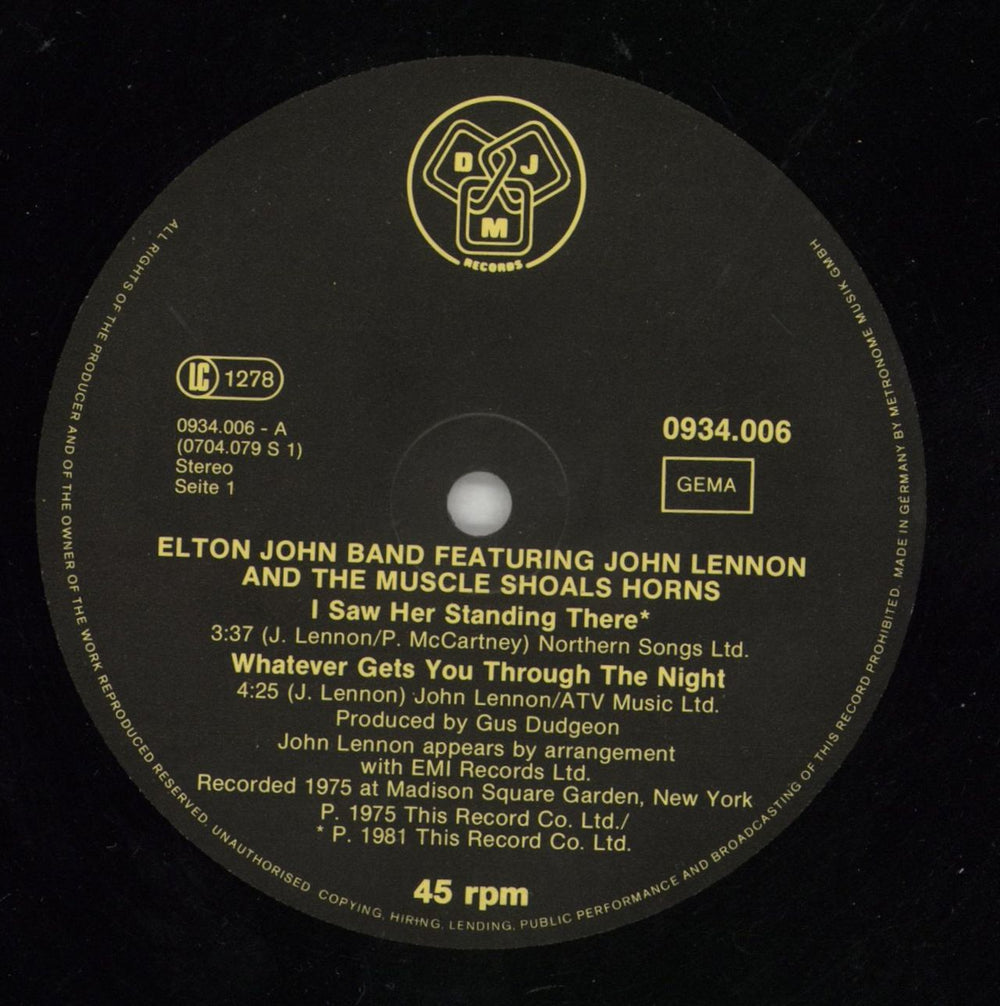 D J
M
RECORDS
LC 1278
0934.006 - A
(0704.079 S 1)
Stereo
Seite 1
0934.006
GEMA
ELTON JOHN BAND FEATURING JOHN LENNON
AND THE MUSCLE SHOALS HORNS
I Saw Her Standing There*
3:37 (J. Lennon/P. McCartney) Northern Songs Ltd.
Whatever Gets You Through The Night
4:25 (J. Lennon) John Lennon/ATV Music Ltd.
Produced by Gus Dudgeon
John Lennon appears by arrangement
with EMI Records Ltd.
Recorded 1975 at Madison Square Garden, New York
P. 1975 This Record Co. Ltd./
* P. 1981 This Record Co. Ltd.
45 rpm
ALL RIGHTS OF THE PRODUCER AND OF THE OWNER OF THE WORK REPRODUCED RESERVED. UNAUTHORISED COPYING, HIRING, LENDING, PUBLIC PERFORMANCE AND BROADCASTING OF THIS RECORD PROHIBITED. MADE IN GERMANY BY METRONOME MUSIK GMBH